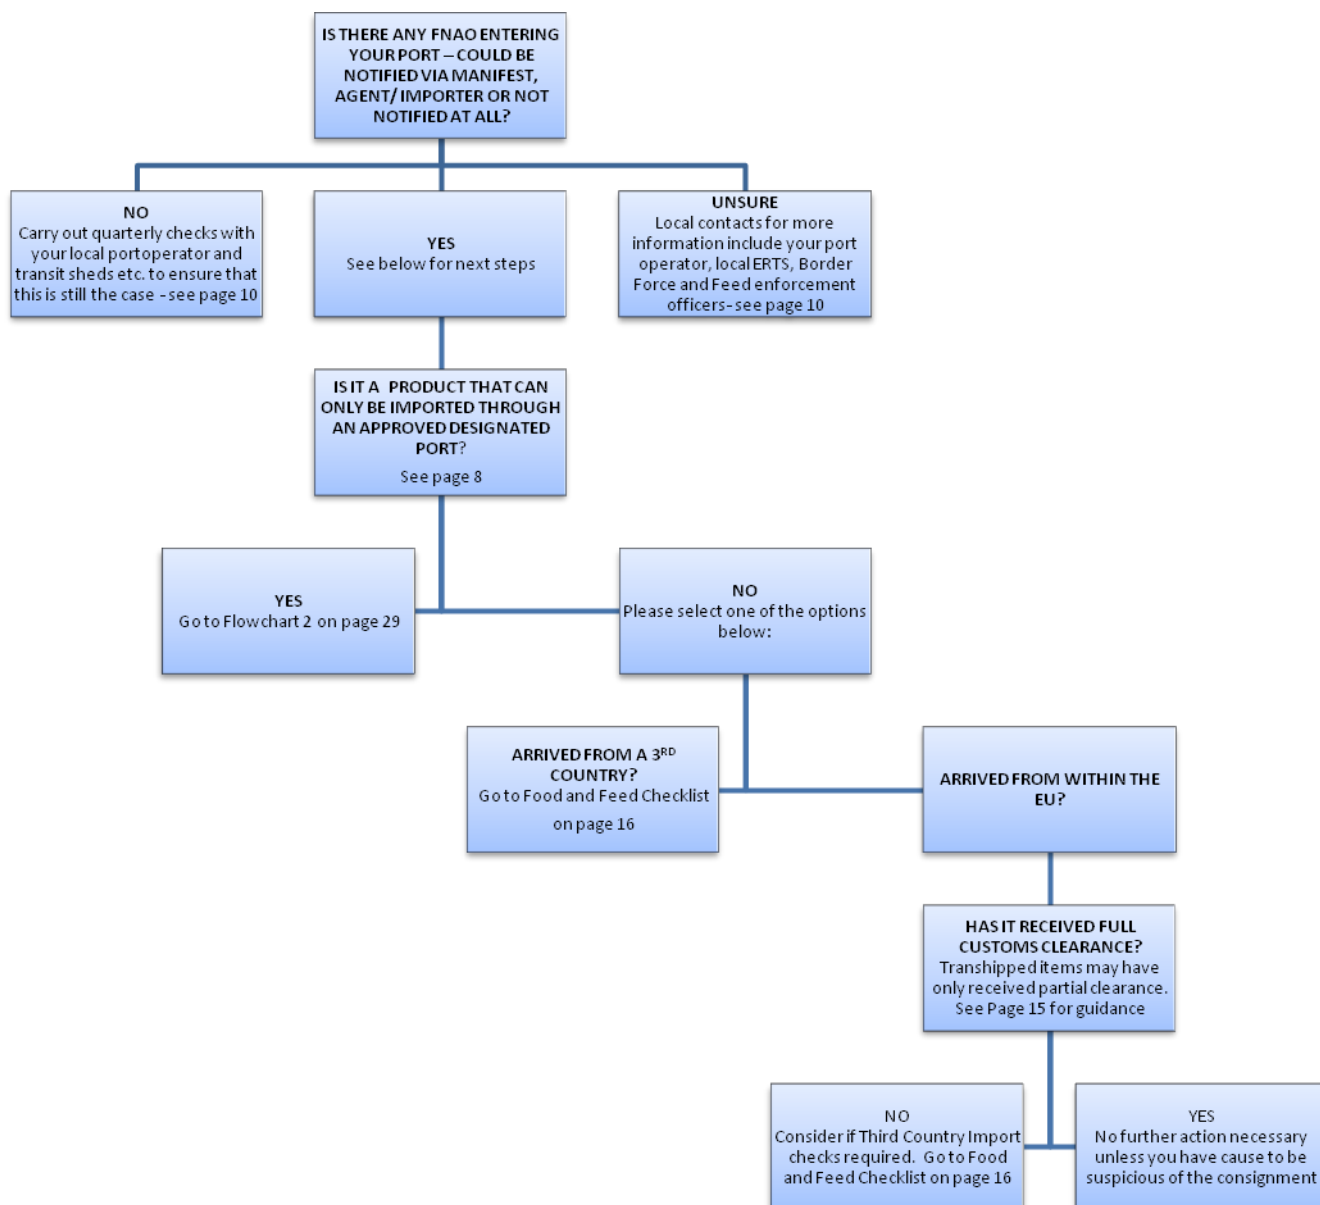 IS THERE ANY FNAO ENTERING
YOUR PORT – COULD BE
NOTIFIED VIA MANIFEST,
AGENT/ IMPORTER OR NOT
NOTIFIED AT ALL?
NO
Carry out quarterly checks with
your local portoperator and
transit sheds etc. to ensure that
this is still the case - see page 10
YES
See below for next steps
UNSURE
Local contacts for more
information include your port
operator, local ERTS, Border
Force and Feed enforcement
officers- see page 10
IS IT A PRODUCT THAT CAN
ONLY BE IMPORTED THROUGH
AN APPROVED DESIGNATED
PORT?
See page 8
YES
Go to Flowchart 2 on page 29
NO
Please select one of the options
below:
ARRIVED FROM A 3RD
COUNTRY?
Go to Food and Feed Checklist
on page 16
ARRIVED FROM WITHIN THE
EU?
HAS IT RECEIVED FULL
CUSTOMS CLEARANCE?
Transhipped items may have
only received partial clearance.
See Page 15 for guidance
NO
Consider if Third Country Import
checks required. Go to Food
and Feed Checklist on page 16
YES
No further action necessary
unless you have cause to be
suspicious of the consignment